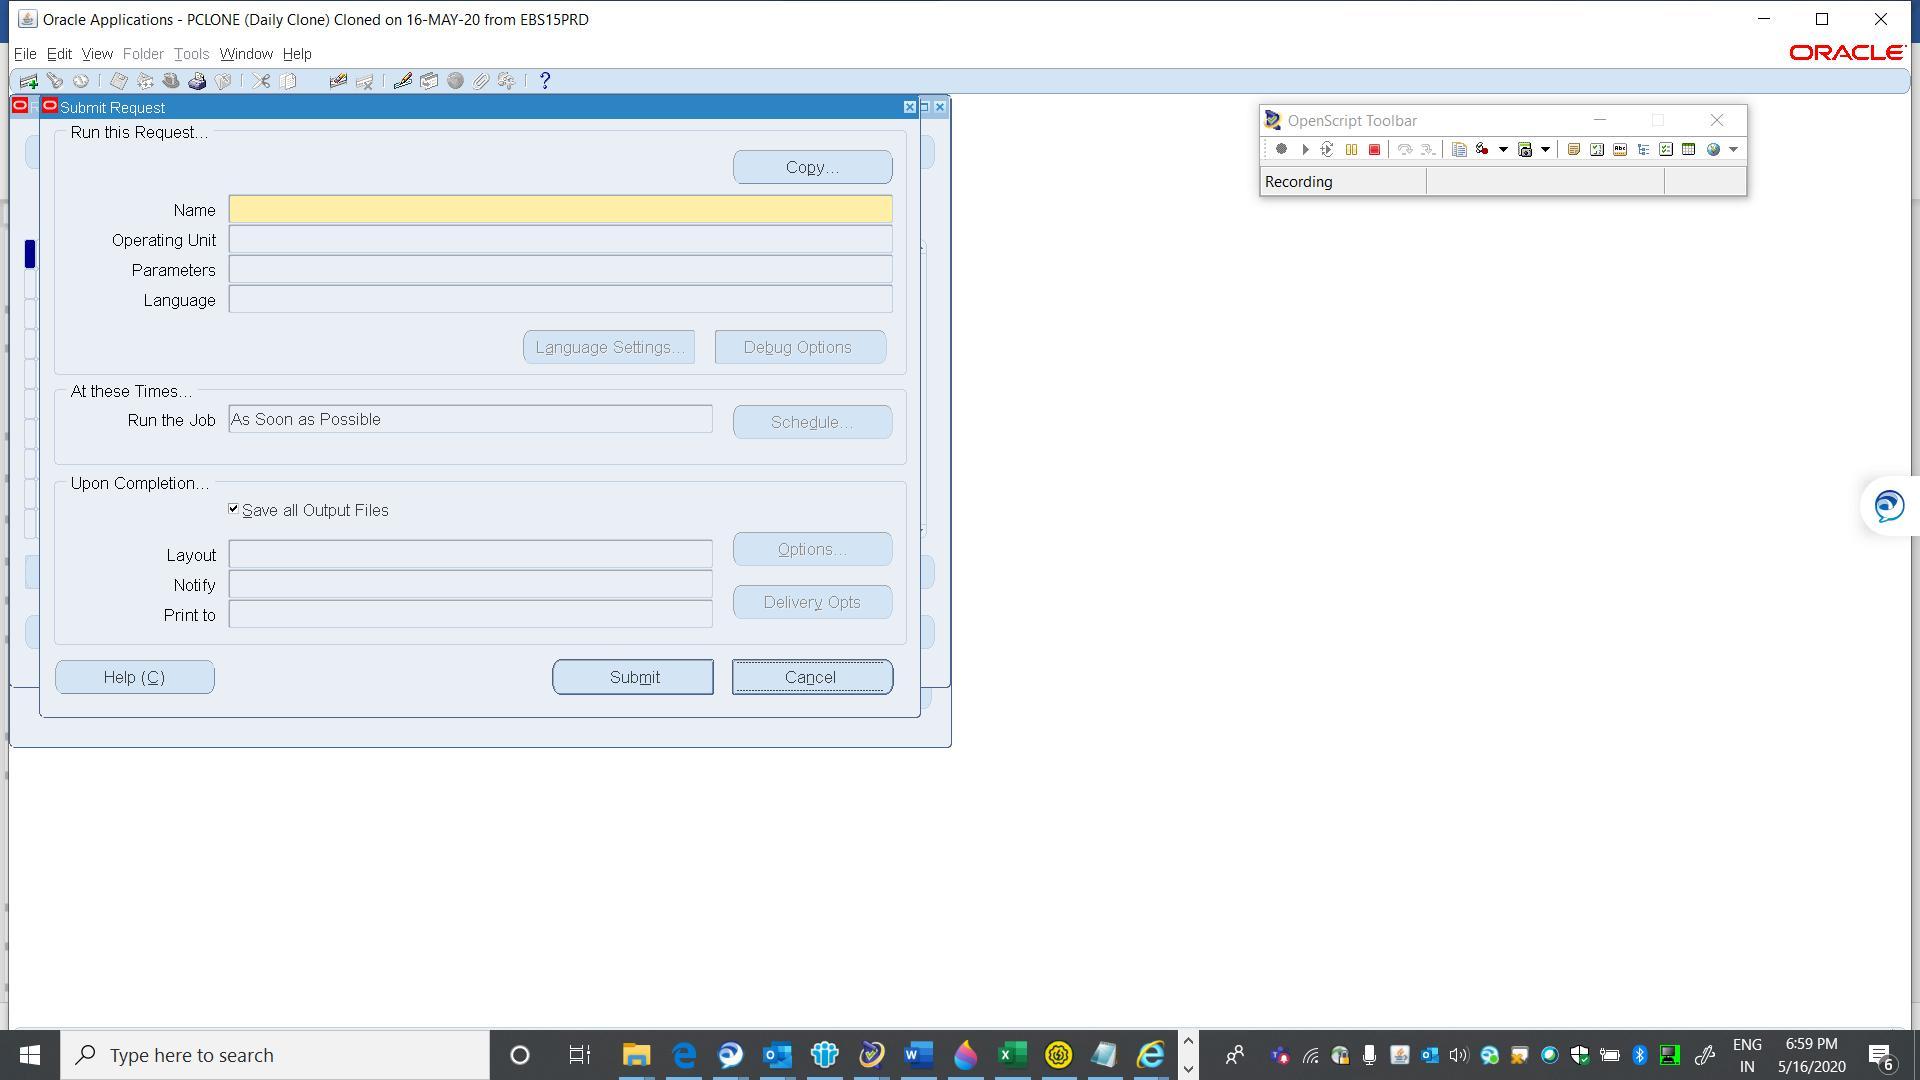 Oracle Applications - PCLONE (Daily Clone) Cloned on 16-MAY-20 from EBS15PRD
File Edit View Folder Tools Window Help
ORACLE
Submit Request
OpenScript Toolbar
Run this Request...
Copy...
Recording
Name
Operating Unit
Parameters
Language
Language Settings...
Debug Options
At these Times...
Run the Job
As Soon as Possible
Schedule...
Upon Completion...
Save all Output Files
Layout
Options...
Notify
Delivery Opts
Print to
Help (C)
Submit
Cancel
Type here to search
ENG
IN
6:59 PM
5/16/2020
6